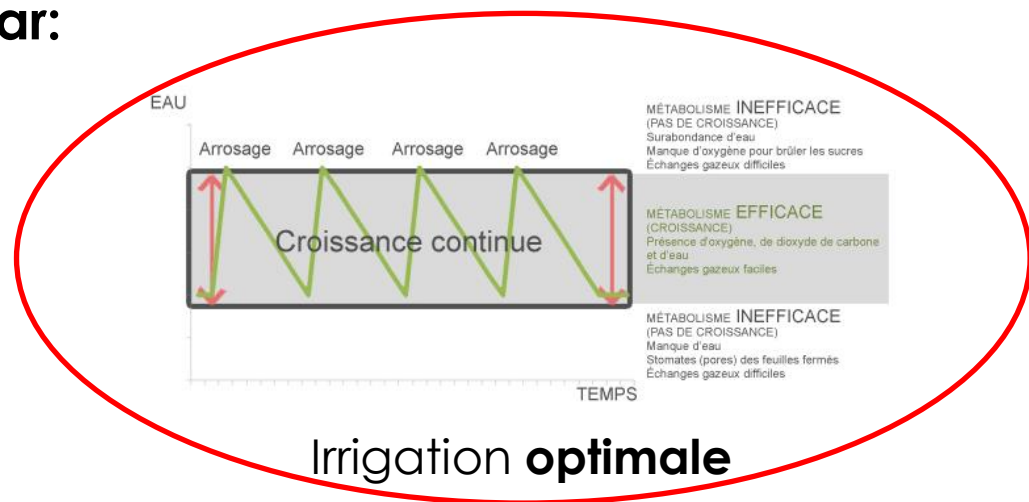 ar:
EAU
Arrosage Arrosage Arrosage Arrosage
Croissance continue
TEMPS
MÉTABOLISME INEFFICACE
(PAS DE CROISSANCE)
Surabondance d'eau
Manque d'oxygène pour brûler les sucres
Échanges gazeux difficiles
MÉTABOLISME EFFICACE
(CROISSANCE)
Présence d'oxygène, de dioxyde de carbone
et d'eau
Échanges gazeux faciles
MÉTABOLISME INEFFICACE
(PAS DE CROISSANCE)
Manque d'eau
Stomates (pores) des feuilles fermés
Échanges gazeux difficiles
Irrigation optimale